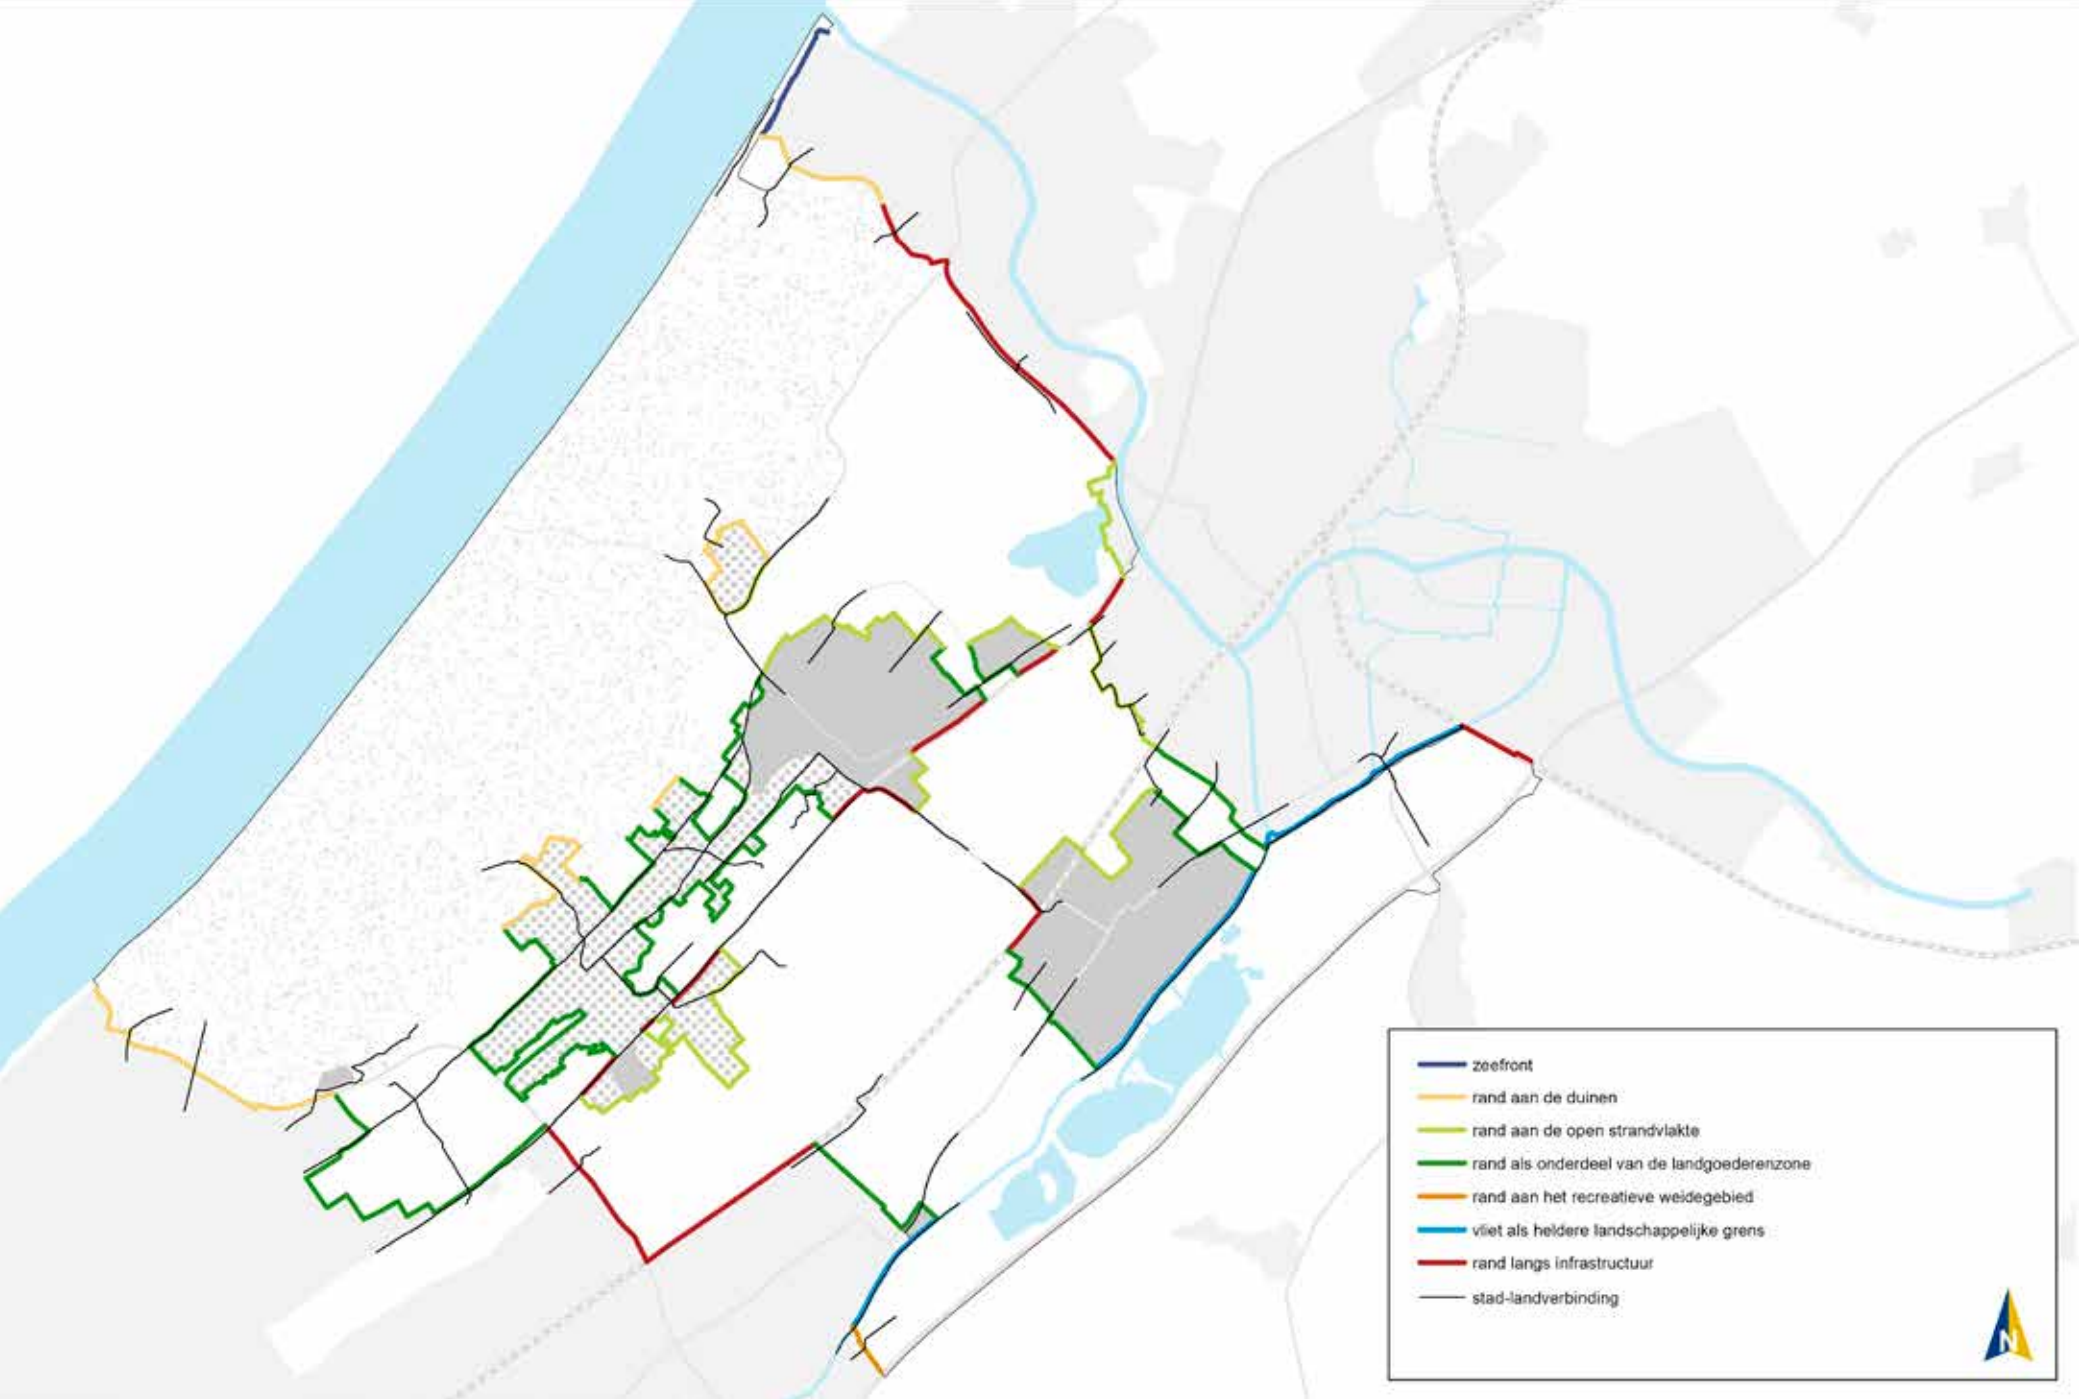 zeefront
rand aan de duinen
rand aan de open strandvlakte
rand als onderdeel van de landgoederenzone
rand aan het recreatieve weidegebied
vliet als heldere landschappelijke grens
rand langs infrastructuur
stad-landverbinding
N